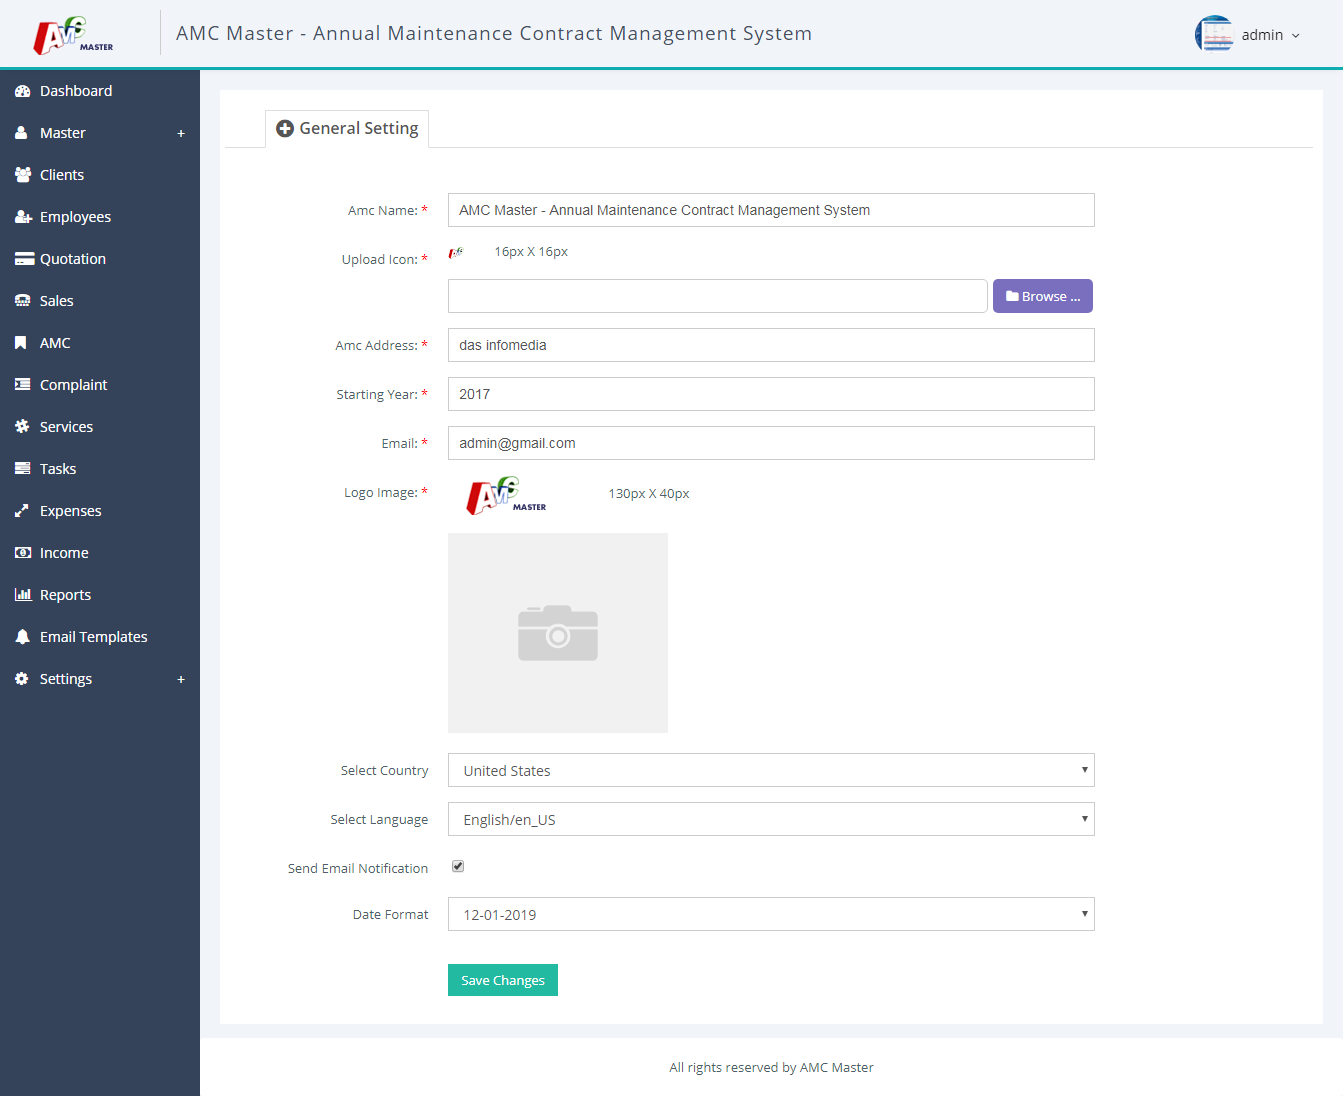 AMC MASTER
AMC Master - Annual Maintenance Contract Management System
admin
Dashboard
Master +
Clients
Employees
Quotation
Sales
AMC
Complaint
Services
Tasks
Expenses
Income
Reports
Email Templates
Settings +
General Setting
Amc Name: * AMC Master - Annual Maintenance Contract Management System
Upload Icon: * AMC 16px X 16px
Browse ...
Amc Address: * das infomedia
Starting Year: * 2017
Email: * admin@gmail.com
Logo Image: * AMC MASTER 130px X 40px
Select Country United States
Select Language English/en_US
Send Email Notification
Date Format 12-01-2019
Save Changes
All rights reserved by AMC Master